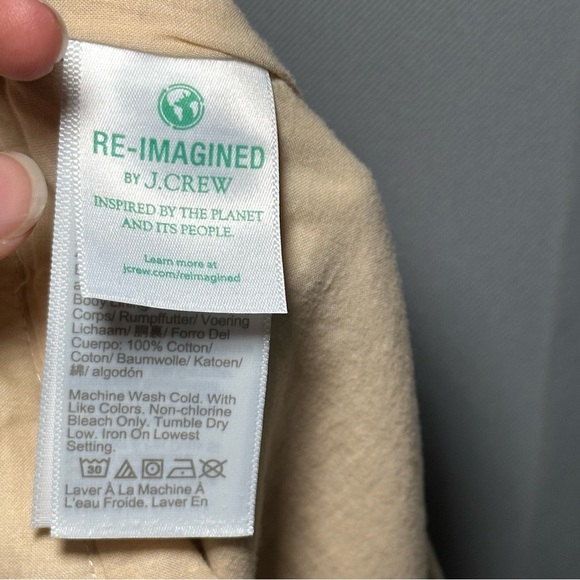 RE-IMAGINED
BY J.CREW
INSPIRED BY THE PLANET
AND ITS PEOPLE.
Learn more at
jcrew.com/reimagined
Body
Corps/ Rumpffutter/ Voering
Lichaam/ 胴裏/ Forro Del
Cuerpo: 100% Cotton/
Coton/ Baumwolle/ Katoen/
綿/ algodón
Machine Wash Cold. With
Like Colors. Non-chlorine
Bleach Only. Tumble Dry
Low. Iron On Lowest
Setting.
30
Laver À La Machine À
L'eau Froide. Laver En